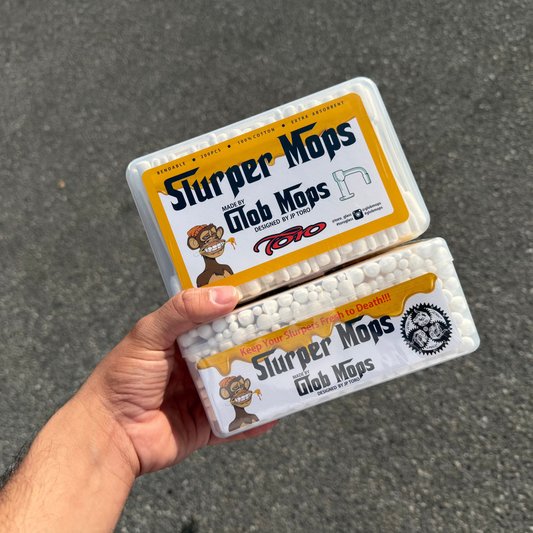 BENDABLE • 200PCS • 100% COTTON • EXTRA ABSORBENT
Slurper Mops
MADE BY
Glob Mops
DESIGNED BY JP TORO
TORO
Keep Your Slurpers Fresh to Death!!!
Slurper Mops
MADE BY
Glob Mops
DESIGNED BY JP TORO